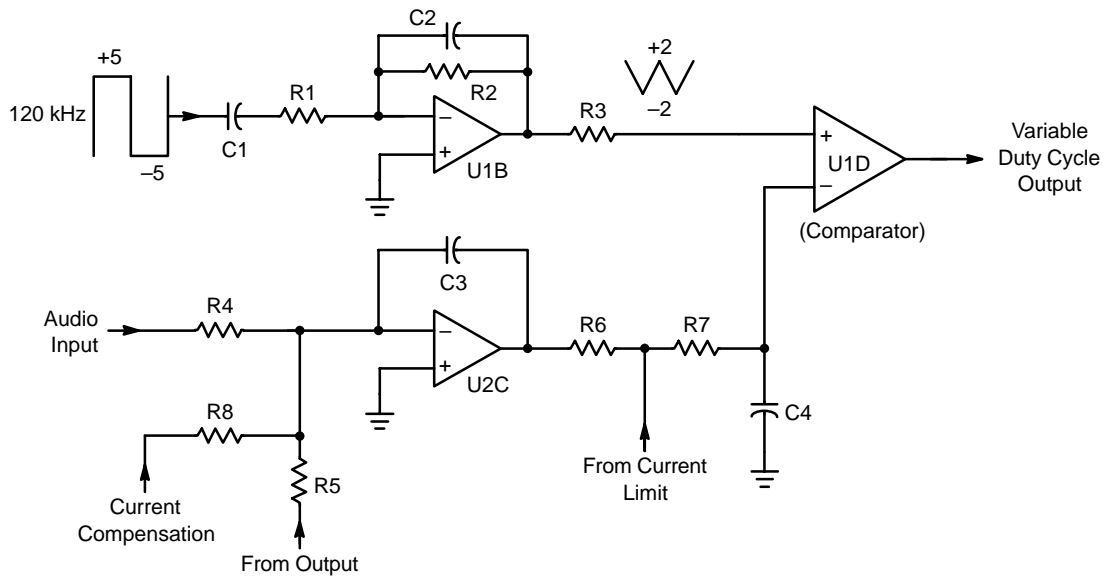 C2
+5
R1
+2
120 kHz
R2
–2
R3
C1
–5
U1B
–
+
+
–
U1D
Variable
Duty Cycle
Output
(Comparator)
C3
Audio
Input
R4
–
+
U2C
R6
R7
C4
R8
R5
Current
Compensation
From Output
From Current
Limit